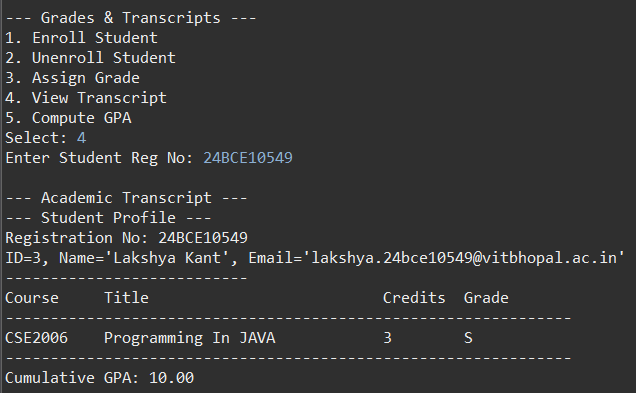 --- Grades & Transcripts ---
1. Enroll Student
2. Unenroll Student
3. Assign Grade
4. View Transcript
5. Compute GPA
Select: 4
Enter Student Reg No: 24BCE10549

--- Academic Transcript ---
--- Student Profile ---
Registration No: 24BCE10549
ID=3, Name='Lakshya Kant', Email='lakshya.24bce10549@vitbhopal.ac.in'
---------------------------
Course     Title                          Credits  Grade
---------------------------------------------------------------
CSE2006    Programming In JAVA            3        S
---------------------------------------------------------------
Cumulative GPA: 10.00